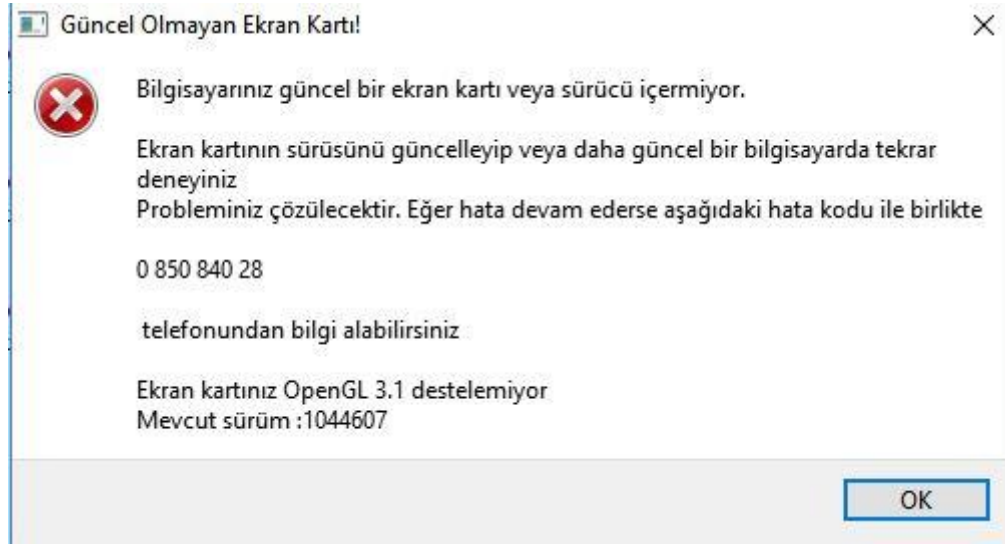 Güncel Olmayan Ekran Kartı!
Bilgisayarınız güncel bir ekran kartı veya sürücü içermiyor.
Ekran kartının sürüsünü güncelleyip veya daha güncel bir bilgisayarda tekrar
deneyiniz
Probleminiz çözülecektir. Eğer hata devam ederse aşağıdaki hata kodu ile birlikte
0 850 840 28
telefonundan bilgi alabilirsiniz
Ekran kartınız OpenGL 3.1 destelemiyor
Mevcut sürüm :1044607
OK